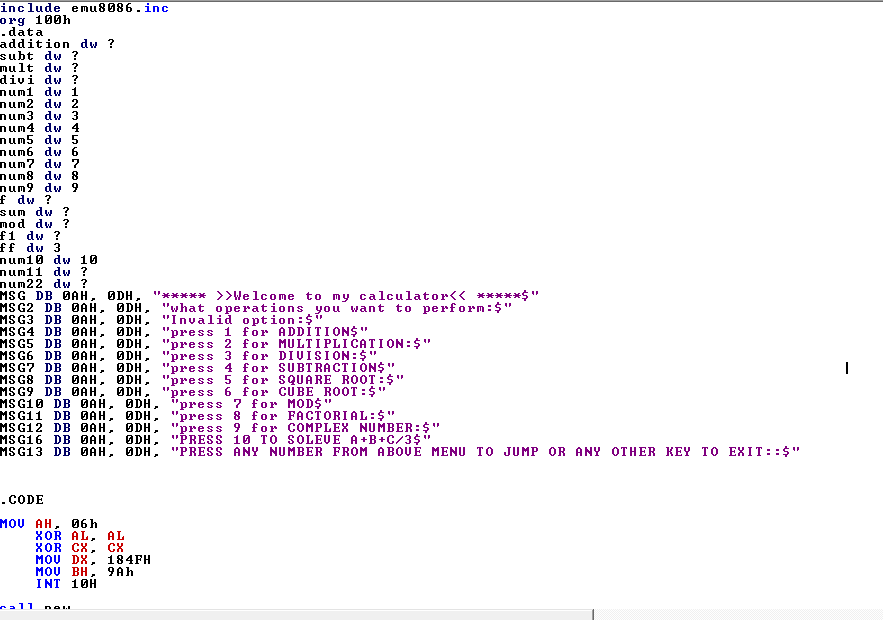 include emu8086.inc
org 100h
.data
addition dw ?
subt dw ?
mult dw ?
divi dw ?
num1 dw 1
num2 dw 2
num3 dw 3
num4 dw 4
num5 dw 5
num6 dw 6
num7 dw 7
num8 dw 8
num9 dw 9
f dw ?
sum dw ?
mod dw ?
f1 dw ?
ff dw 3
num10 dw 10
num11 dw ?
num22 dw ?
MSG DB 0AH, 0DH, "***** >>Welcome to my calculator<< *****$"
MSG2 DB 0AH, 0DH, "what operations you want to perform:$"
MSG3 DB 0AH, 0DH, "Invalid option:$"
MSG4 DB 0AH, 0DH, "press 1 for ADDITION$"
MSG5 DB 0AH, 0DH, "press 2 for MULTIPLICATION:$"
MSG6 DB 0AH, 0DH, "press 3 for DIVISION:$"
MSG7 DB 0AH, 0DH, "press 4 for SUBTRACTION$"
MSG8 DB 0AH, 0DH, "press 5 for SQUARE ROOT:$"
MSG9 DB 0AH, 0DH, "press 6 for CUBE ROOT:$"
MSG10 DB 0AH, 0DH, "press 7 for MOD$"
MSG11 DB 0AH, 0DH, "press 8 for FACTORIAL:$"
MSG12 DB 0AH, 0DH, "press 9 for COMPLEX NUMBER:$"
MSG16 DB 0AH, 0DH, "PRESS 10 TO SOLEVE A+B+C/3$"
MSG13 DB 0AH, 0DH, "PRESS ANY NUMBER FROM ABOVE MENU TO JUMP OR ANY OTHER KEY TO EXIT::$"
.CODE
MOV AH, 06h
XOR AL, AL
XOR CX, CX
MOV DX, 184FH
MOV BH, 9Ah
INT 10H
call